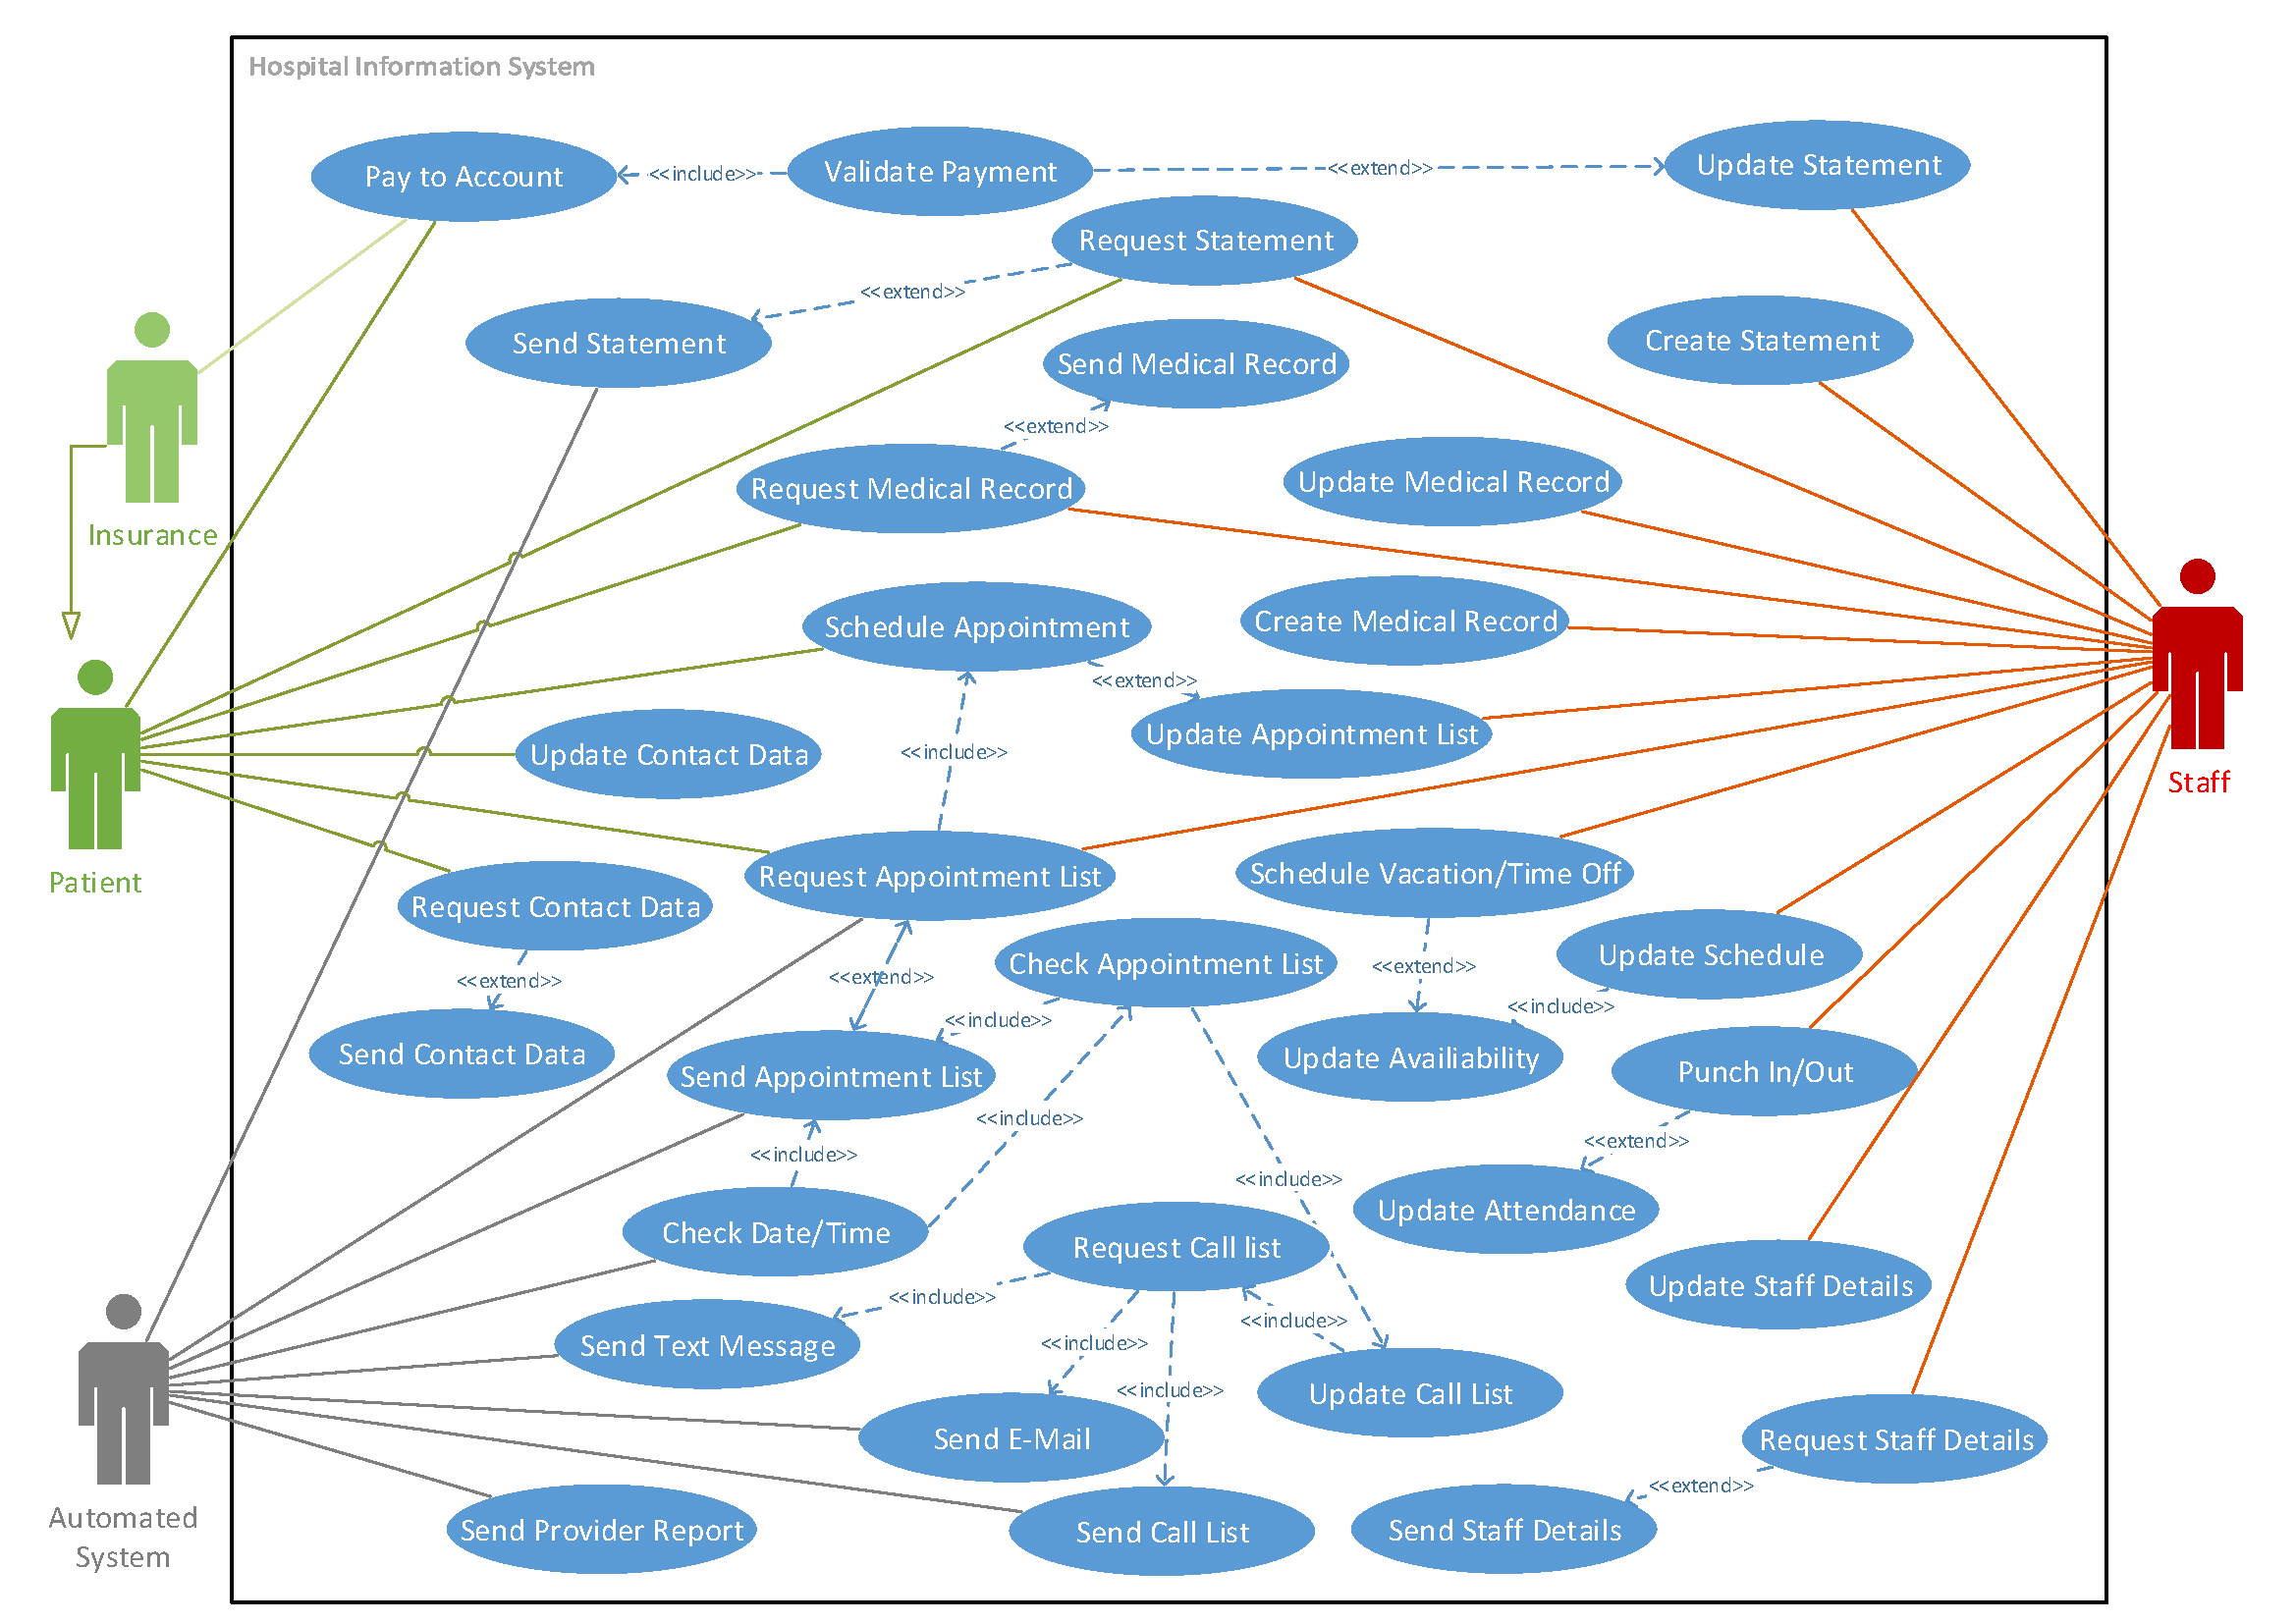 Hospital Information System
Pay to Account
<<include>>
Validate Payment
<<extend>>
Update Statement
Request Statement
<<extend>>
Send Statement
Create Statement
Send Medical Record
<<extend>>
Request Medical Record
Update Medical Record
Insurance
Schedule Appointment
Create Medical Record
<<extend>>
Update Appointment List
Update Contact Data
<<include>>
Staff
Patient
Request Appointment List
Schedule Vacation/Time Off
Request Contact Data
<<extend>>
<<extend>>
Check Appointment List
<<extend>>
Update Schedule
<<include>>
<<include>>
Send Contact Data
Send Appointment List
Update Availiability
Punch In/Out
<<include>>
<<include>>
<<extend>>
<<include>>
Update Attendance
Check Date/Time
Request Call list
Update Staff Details
<<include>>
<<include>>
<<include>>
Send Text Message
<<include>>
Update Call List
Send E-Mail
Request Staff Details
<<extend>>
Automated
System
Send Provider Report
Send Call List
Send Staff Details